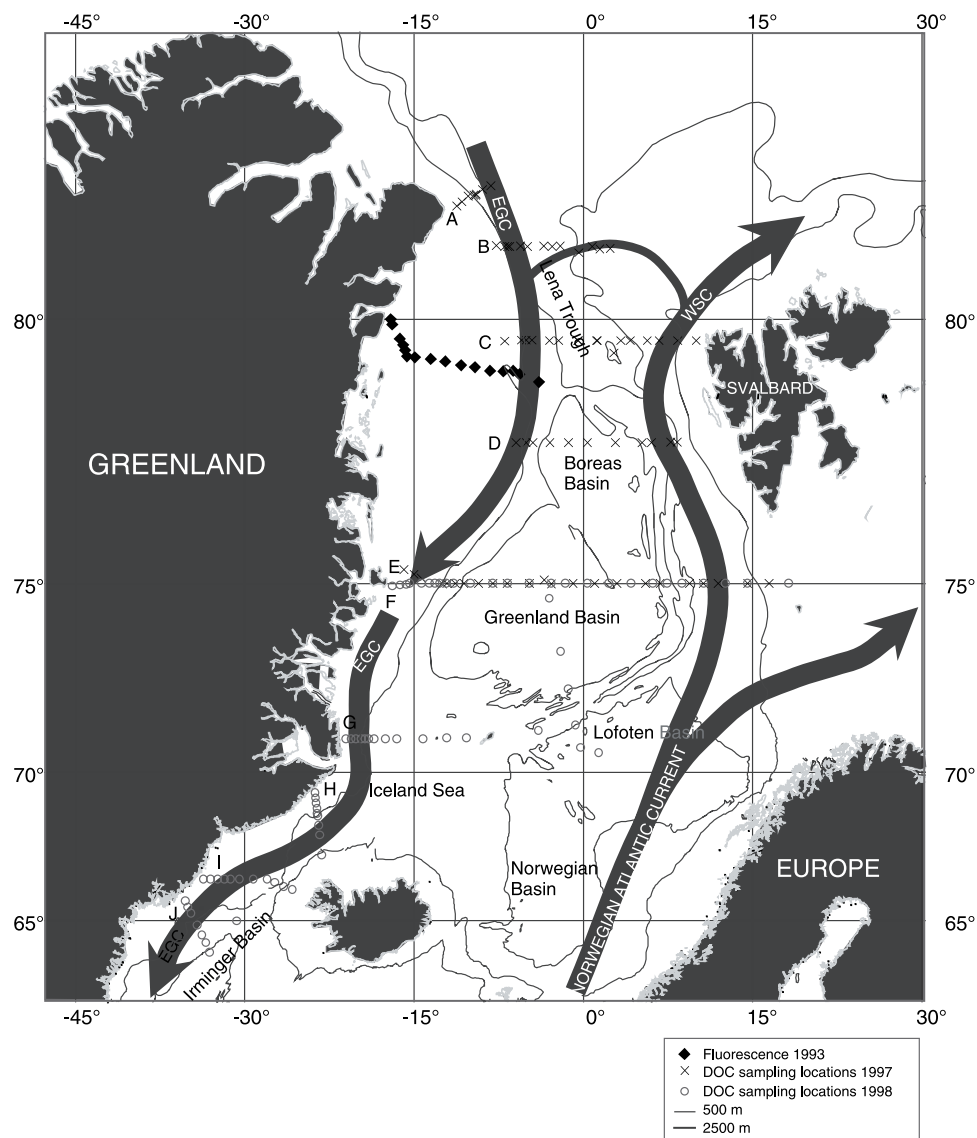 -45° -30° -15° 0° 15° 30°
A
EGC
B
Lena Trough
WSC
80° 80°
C
SVALBARD
D
GREENLAND
Boreas
Basin
E
75° 75°
F
Greenland Basin
EGC
G
Lofoten Basin
70° 70°
H
Iceland Sea
NORWEGIAN ATLANTIC CURRENT
I
Norwegian
Basin
EUROPE
J
65° 65°
EGC
Irminger Basin
-45° -30° -15° 0° 15° 30°
Fluorescence 1993
DOC sampling locations 1997
DOC sampling locations 1998
500 m
2500 m